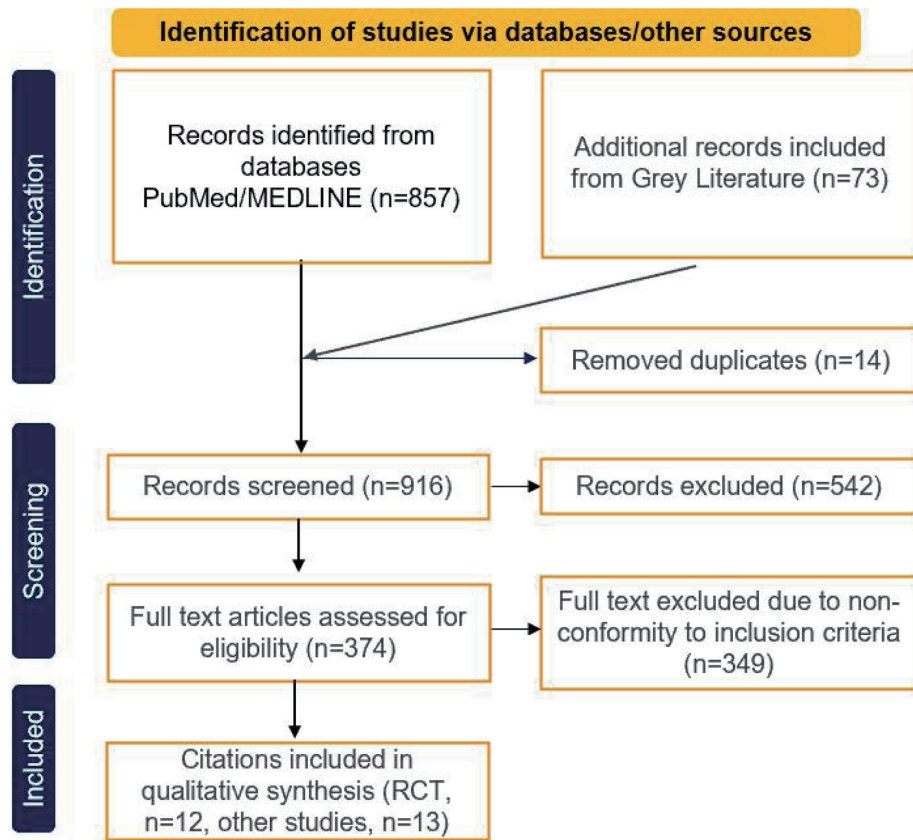 Identification of studies via databases/other sources
Identification
Records identified from
databases
PubMed/MEDLINE (n=857)
Additional records included
from Grey Literature (n=73)
Removed duplicates (n=14)
Screening
Records screened (n=916)
Records excluded (n=542)
Full text articles assessed for
eligibility (n=374)
Full text excluded due to non-
conformity to inclusion criteria
(n=349)
Included
Citations included in
qualitative synthesis (RCT,
n=12, other studies, n=13)